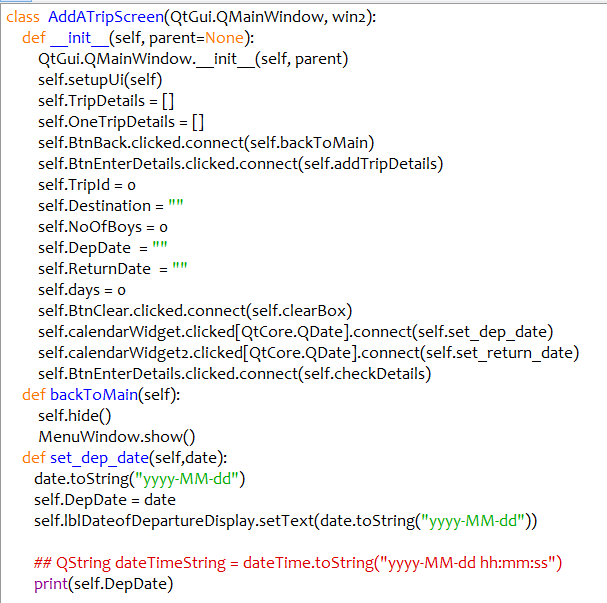 class AddATripScreen(QtGui.QMainWindow, win2):
def __init__(self, parent=None):
QtGui.QMainWindow.__init__(self, parent)
self.setupUi(self)
self.TripDetails = []
self.OneTripDetails = []
self.BtnBack.clicked.connect(self.backToMain)
self.BtnEnterDetails.clicked.connect(self.addTripDetails)
self.TripId = 0
self.Destination = ""
self.NoOfBoys = 0
self.DepDate = ""
self.ReturnDate = ""
self.days = 0
self.BtnClear.clicked.connect(self.clearBox)
self.calendarWidget.clicked[QtCore.QDate].connect(self.set_dep_date)
self.calendarWidget2.clicked[QtCore.QDate].connect(self.set_return_date)
self.BtnEnterDetails.clicked.connect(self.checkDetails)
def backToMain(self):
self.hide()
MenuWindow.show()
def set_dep_date(self,date):
date.toString("yyyy-MM-dd")
self.DepDate = date
self.lblDateofDepartureDisplay.setText(date.toString("yyyy-MM-dd"))
## QString dateTimeString = dateTime.toString("yyyy-MM-dd hh:mm:ss")
print(self.DepDate)